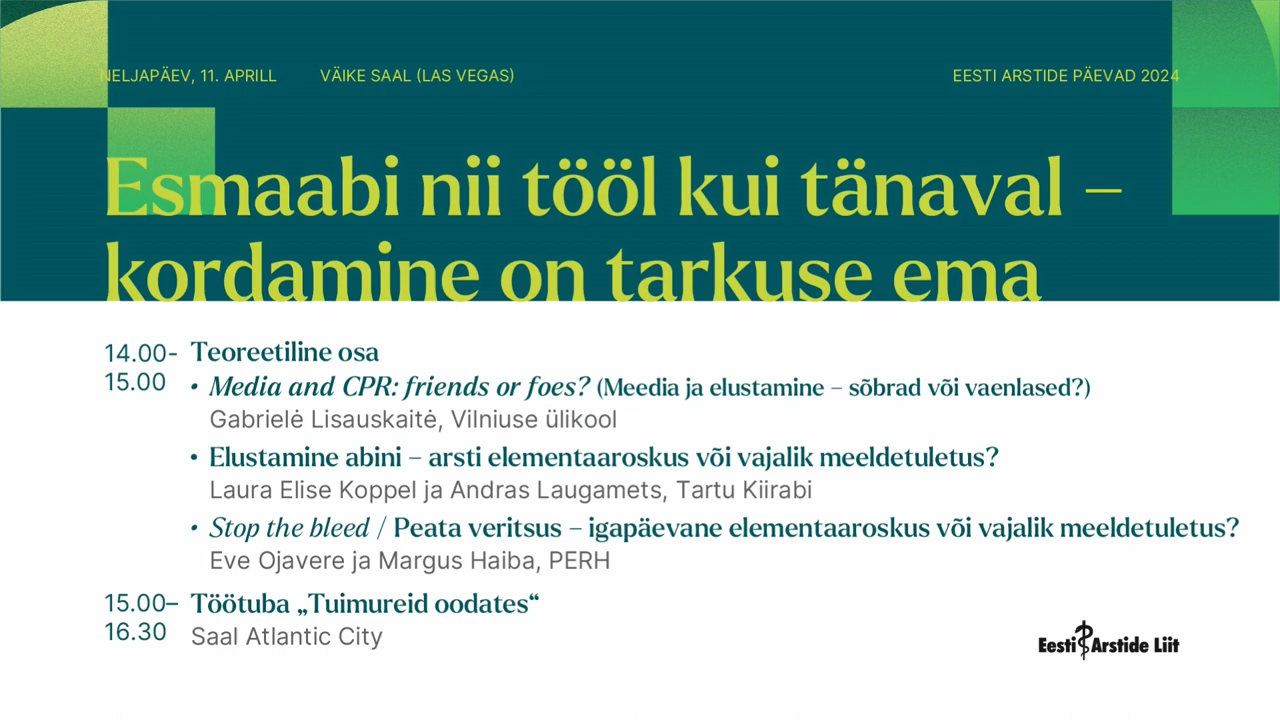 NELJAPÄEV, 11. APRILL VÄIKE SAAL (LAS VEGAS) EESTI ARSTIDE PÄEVAD 2024
Esmaabi nii tööl kui tänaval –
kordamine on tarkuse ema
14.00- Teoreetiline osa
15.00 • Media and CPR: friends or foes? (Meedia ja elustamine – sõbrad või vaenlased?)
Gabrielė Lisauskaitė, Vilniuse ülikool
• Elustamine abini – arsti elementaaroskus või vajalik meeldetuletus?
Laura Elise Koppel ja Andras Laugamets, Tartu Kiirabi
• Stop the bleed / Peata veritsus – igapäevane elementaaroskus või vajalik meeldetuletus?
Eve Ojavere ja Margus Haiba, PERH
15.00– Töötuba „Tuimureid oodates“
16.30 Saal Atlantic City
Eesti Arstide Liit